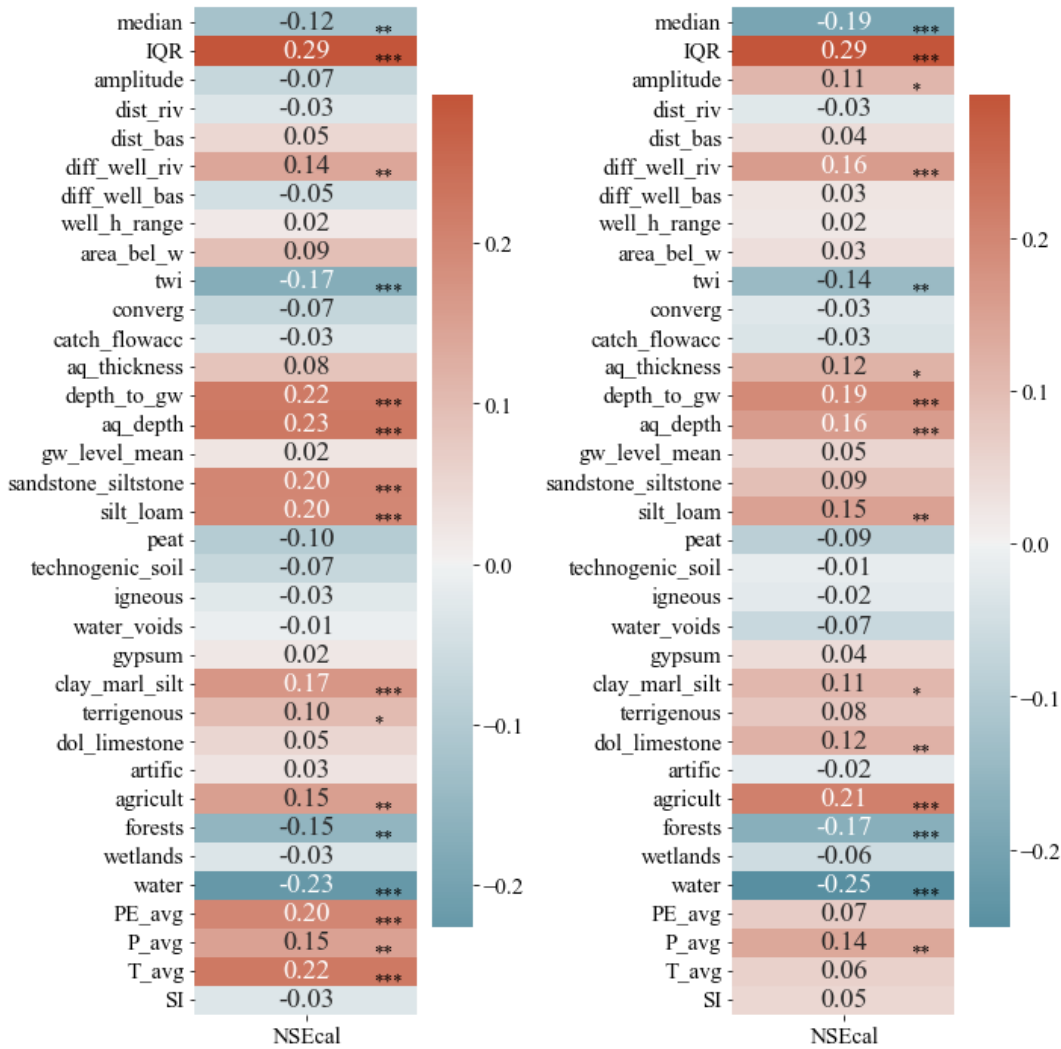 median -0.12 ** median -0.19 ***
IQR 0.29 *** IQR 0.29 ***
amplitude -0.07 amplitude 0.11 *
dist_riv -0.03 dist_riv -0.03
dist_bas 0.05 dist_bas 0.04
diff_well_riv 0.14 ** diff_well_riv 0.16 ***
diff_well_bas -0.05 diff_well_bas 0.03
well_h_range 0.02 well_h_range 0.02
0.2 0.2
area_bel_w 0.09 area_bel_w 0.03
twi -0.17 *** twi -0.14 **
converg -0.07 converg -0.03
catch_flowacc -0.03 catch_flowacc -0.03
aq_thickness 0.08 aq_thickness 0.12 *
depth_to_gw 0.22 *** depth_to_gw 0.19 ***
0.1 0.1
aq_depth 0.23 *** aq_depth 0.16 ***
gw_level_mean 0.02 gw_level_mean 0.05
sandstone_siltstone 0.20 *** sandstone_siltstone 0.09
silt_loam 0.20 *** silt_loam 0.15 **
peat -0.10 peat -0.09
0.0 0.0
technogenic_soil -0.07 technogenic_soil -0.01
igneous -0.03 igneous -0.02
water_voids -0.01 water_voids -0.07
gypsum 0.02 gypsum 0.04
clay_marl_silt 0.17 *** clay_marl_silt 0.11 *
−0.1 −0.1
terrigenous 0.10 * terrigenous 0.08
dol_limestone 0.05 dol_limestone 0.12 **
artific 0.03 artific -0.02
agricult 0.15 ** agricult 0.21 ***
forests -0.15 ** forests -0.17 ***
wetlands -0.03 wetlands -0.06
−0.2 −0.2
water -0.23 *** water -0.25 ***
PE_avg 0.20 *** PE_avg 0.07
P_avg 0.15 ** P_avg 0.14 **
T_avg 0.22 *** T_avg 0.06
SI -0.03 SI 0.05
NSEcal NSEcal